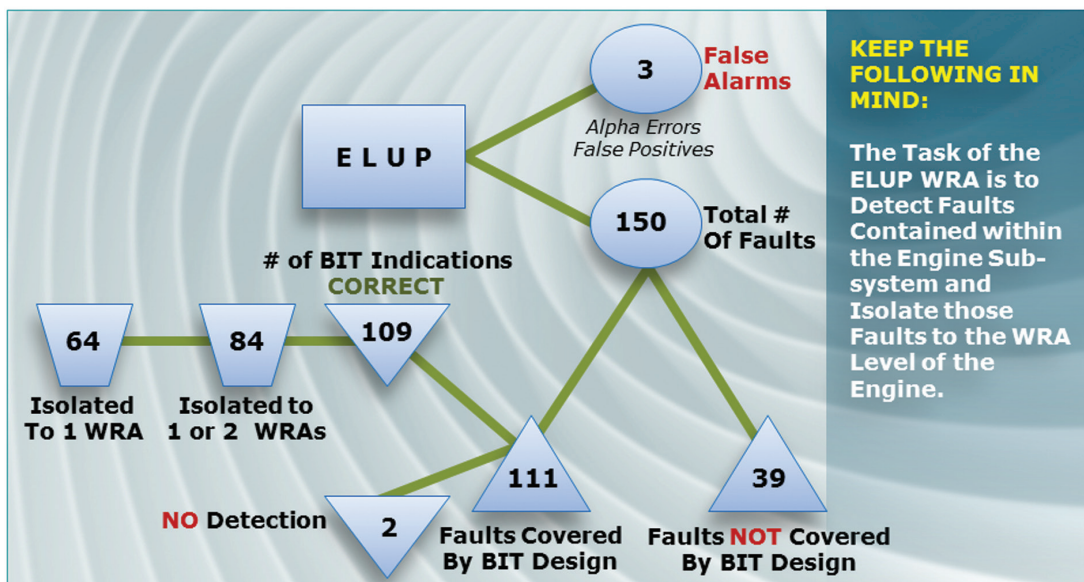 3
False
Alarms
Alpha Errors
False Positives
E L U P
150
Total #
Of Faults
# of BIT Indications
CORRECT
64
84
109
Isolated
To 1 WRA
Isolated to
1 or 2 WRAs
NO Detection
2
111
Faults Covered
By BIT Design
39
Faults NOT Covered
By BIT Design
KEEP THE
FOLLOWING IN
MIND:
The Task of the
ELUP WRA is to
Detect Faults
Contained within
the Engine Sub-
system and
Isolate those
Faults to the WRA
Level of the
Engine.